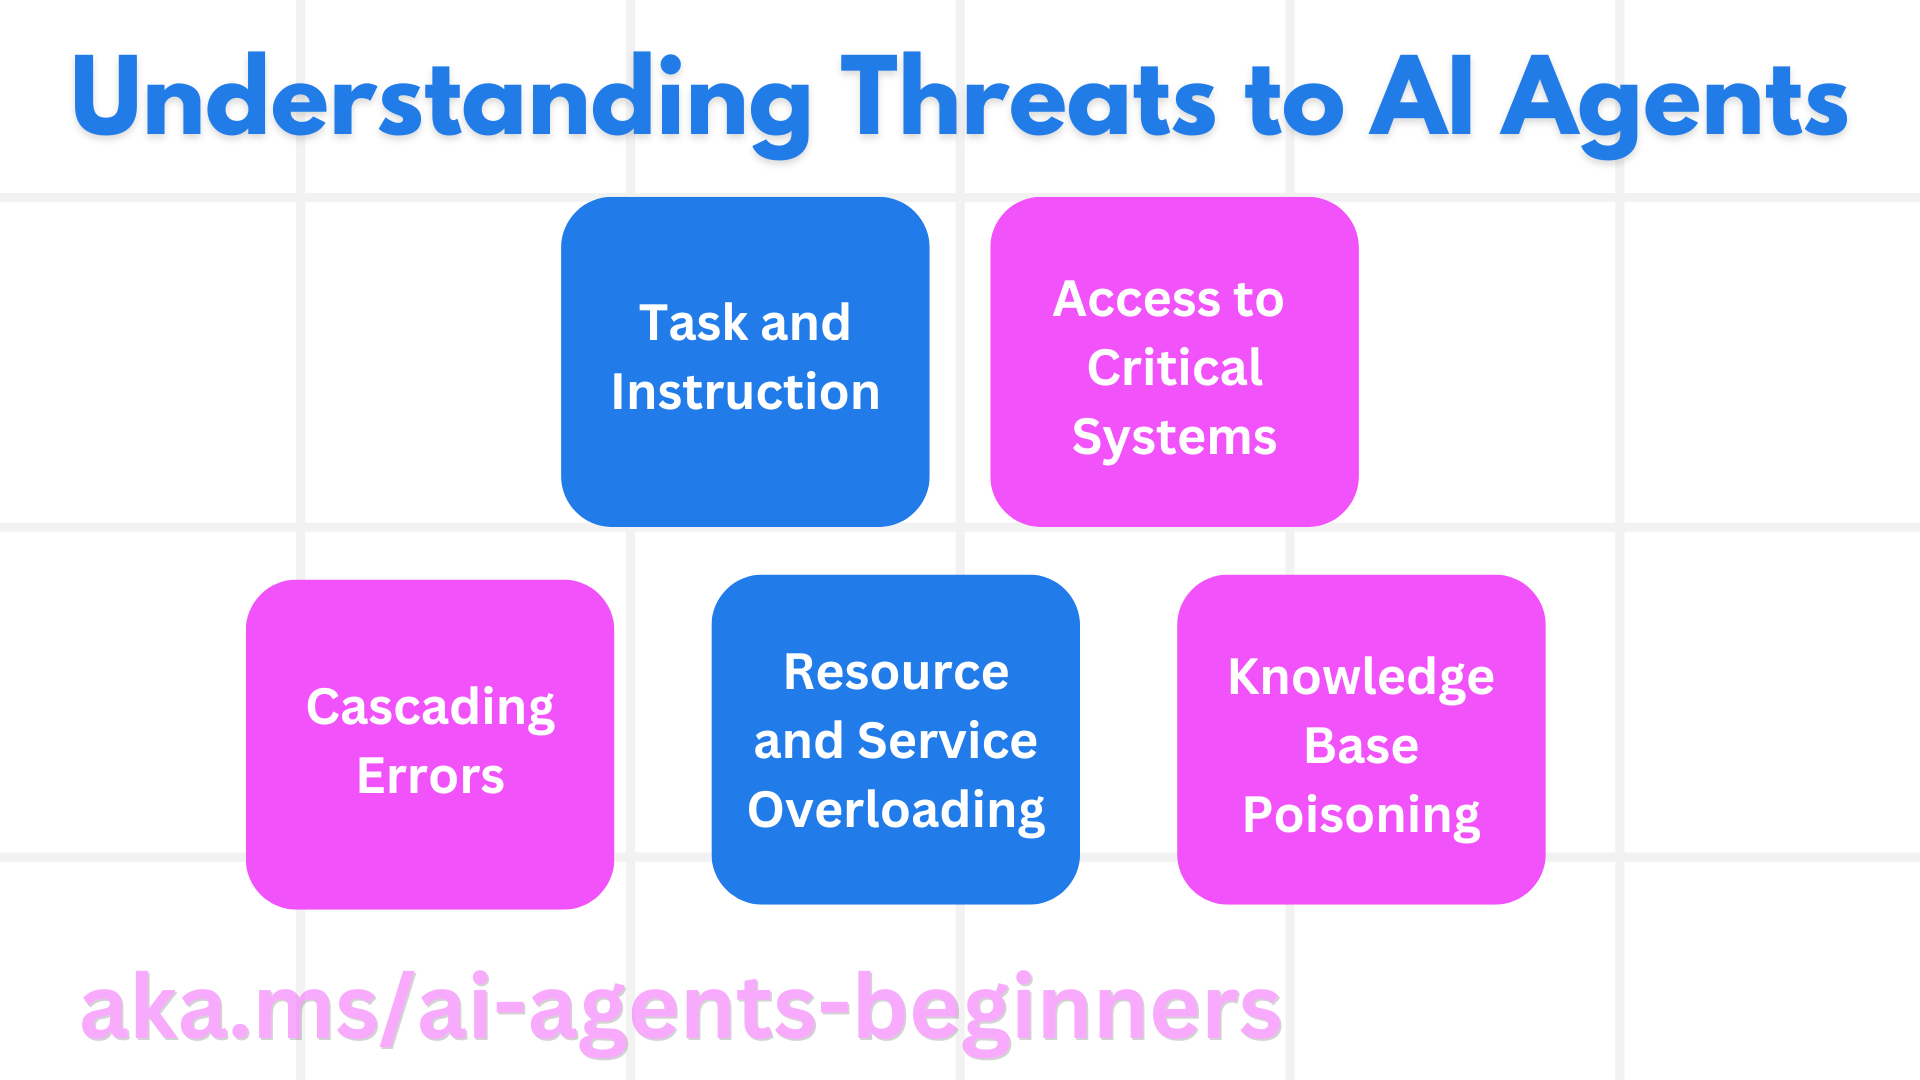 Understanding Threats to AI Agents
Task and
Instruction
Access to
Critical
Systems
Cascading
Errors
Resource
and Service
Overloading
Knowledge
Base
Poisoning
aka.ms/ai-agents-beginners